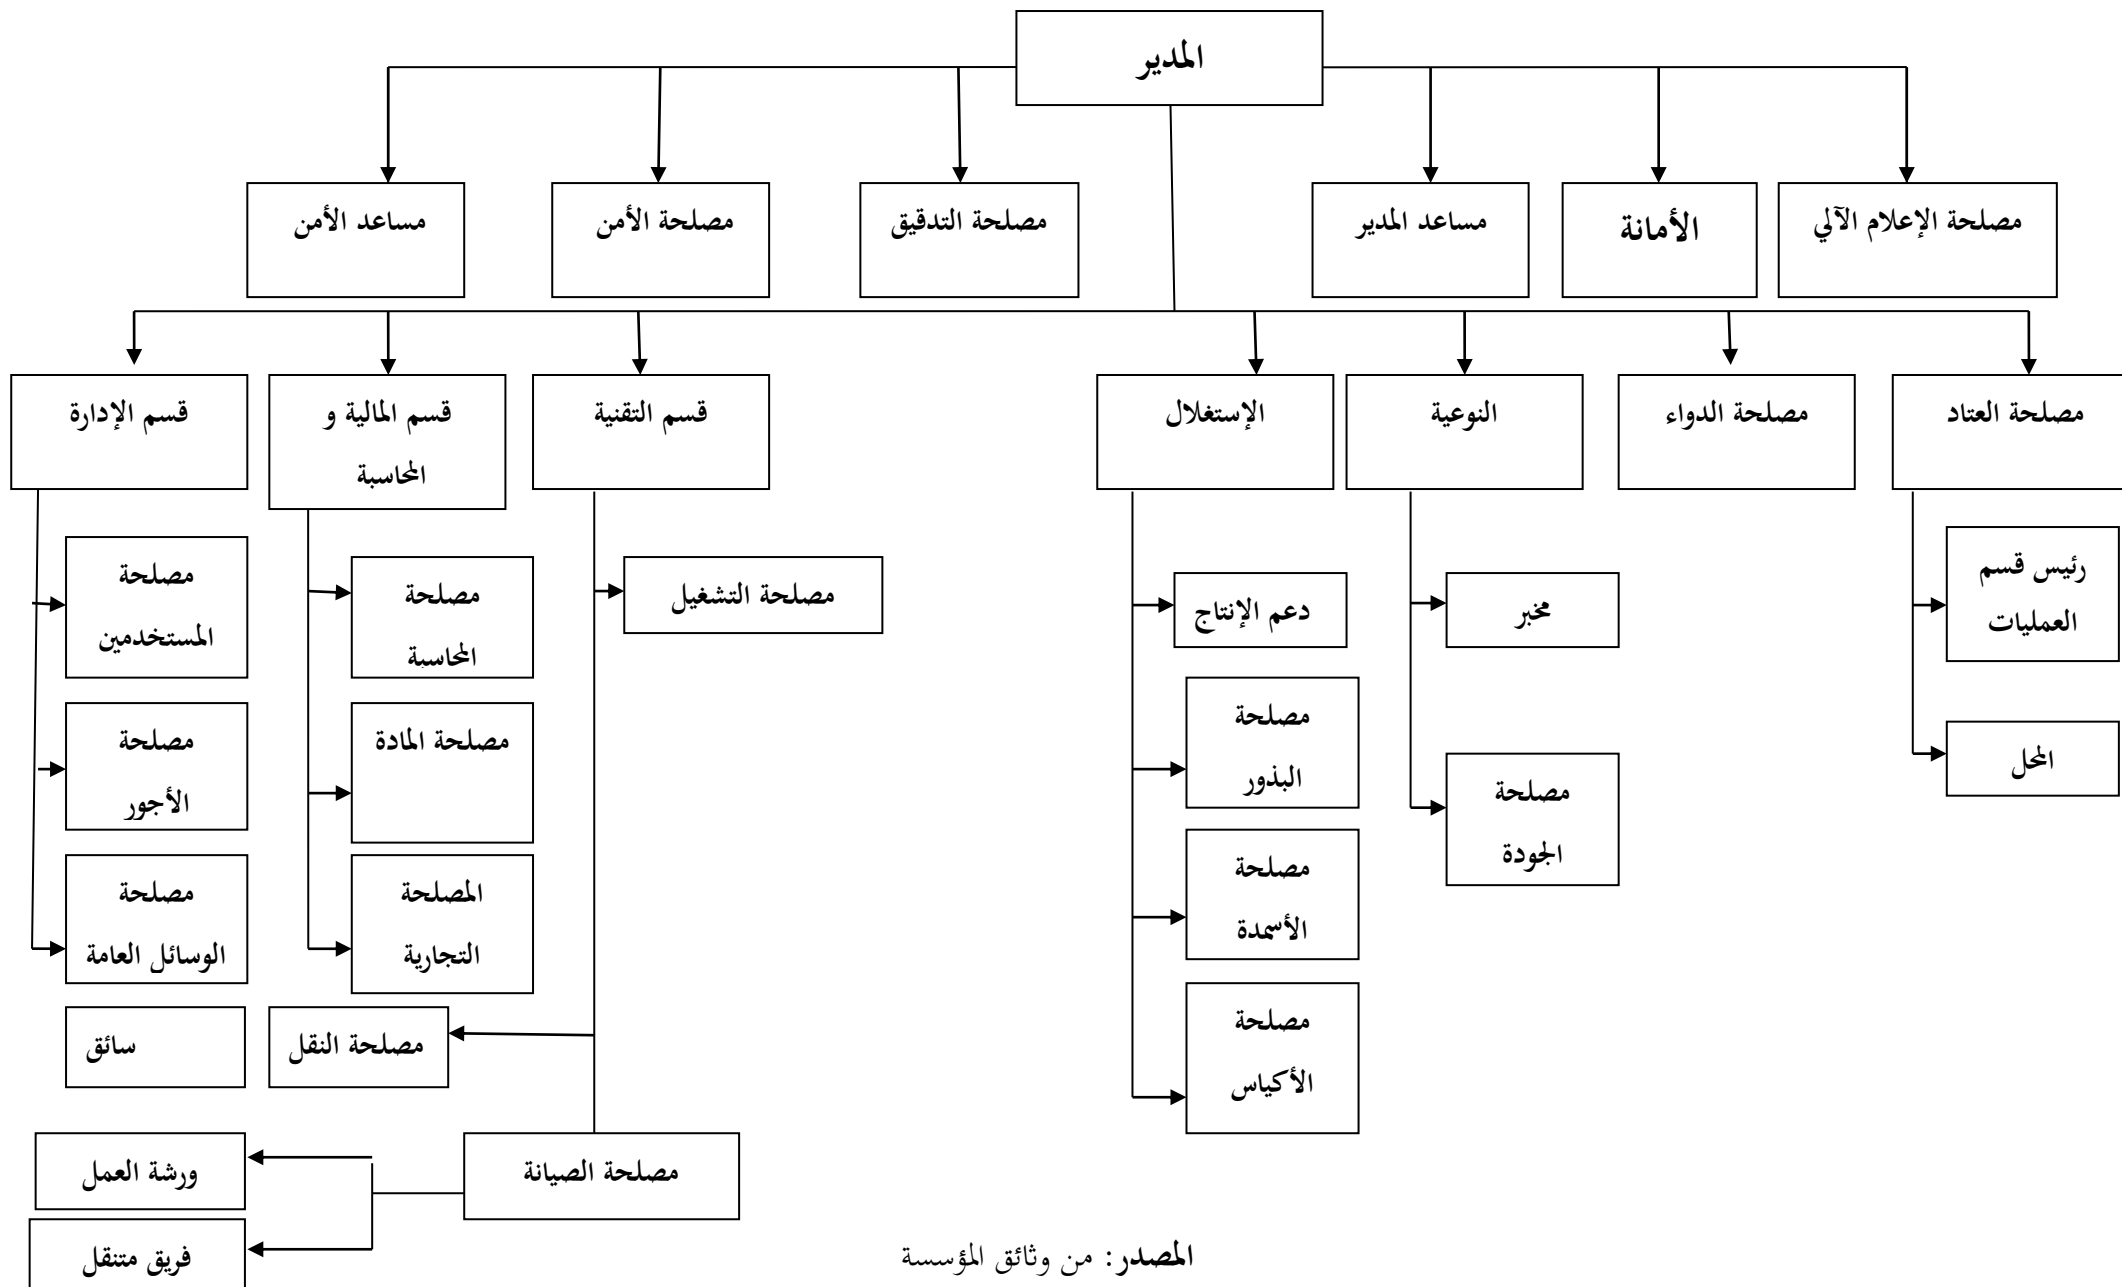 المدير
مصلحة الإعلام الآلي
الأمانة
مساعد المدير
مصلحة التدقيق
مصلحة الأمن
مساعد الأمن
مصلحة العتاد
مصلحة الدواء
النوعية
الإستغلال
قسم التقنية
قسم المالية و
المحاسبة
قسم الإدارة
رئيس قسم
العمليات
المحل
مخبر
مصلحة
الجودة
دعم الإنتاج
مصلحة
البذور
مصلحة
الأسمدة
مصلحة
الأكياس
مصلحة التشغيل
مصلحة
المحاسبة
مصلحة المادة
المصلحة
التجارية
مصلحة
المستخدمين
مصلحة
الأجور
مصلحة
الوسائل العامة
مصلحة النقل
سائق
مصلحة الصيانة
ورشة العمل
فريق متنقل
المصدر: من وثائق المؤسسة